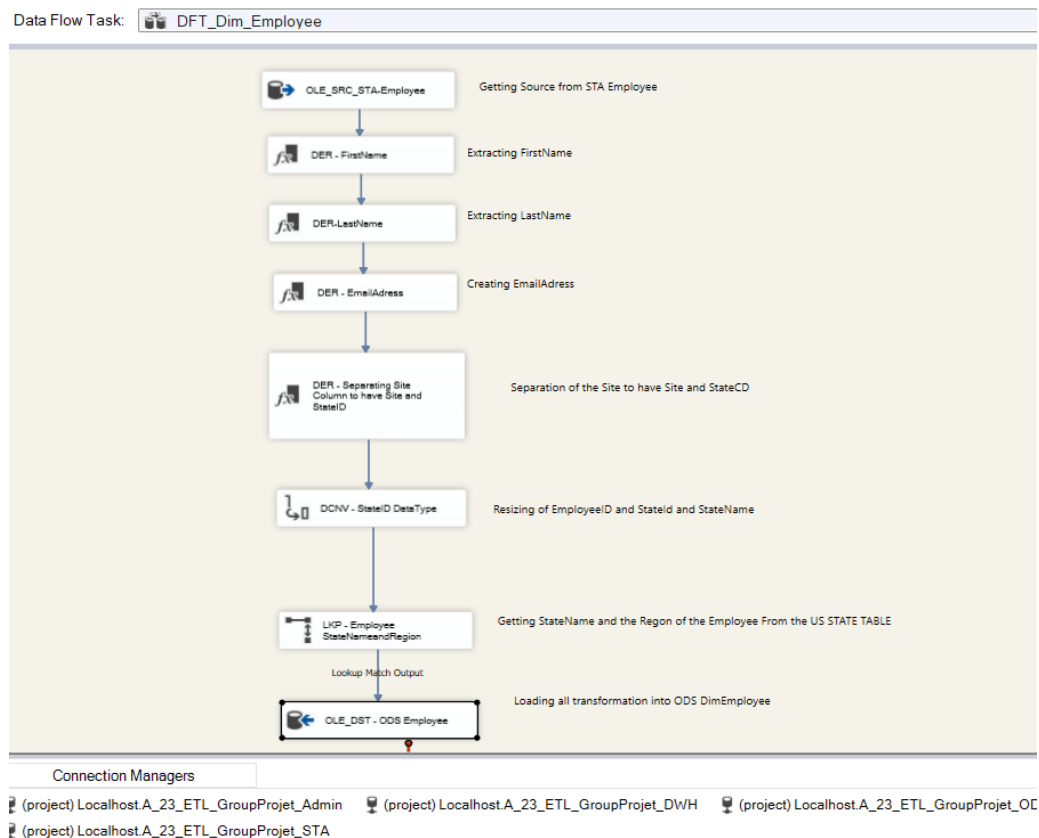 Data Flow Task: DFT_Dim_Employee
OLE_SRC_STA-Employee
Getting Source from STA Employee
DER - FirstName
Extracting FirstName
DER-LastName
Extracting LastName
DER - EmailAdress
Creating EmailAdress
DER - Separating Site
Column to have Site and
StateID
Separation of the Site to have Site and StateCD
DCNV - StateID DataType
Resizing of EmployeeID and StateId and StateName
LKP - Employee
StateNameandRegion
Getting StateName and the Regon of the Employee From the US STATE TABLE
Lookup Match Output
OLE_DST - ODS Employee
Loading all transformation into ODS DimEmployee
Connection Managers
(project) Localhost.A_23_ETL_GroupProjet_Admin (project) Localhost.A_23_ETL_GroupProjet_DWH (project) Localhost.A_23_ETL_GroupProjet_OD
(project) Localhost.A_23_ETL_GroupProjet_STA